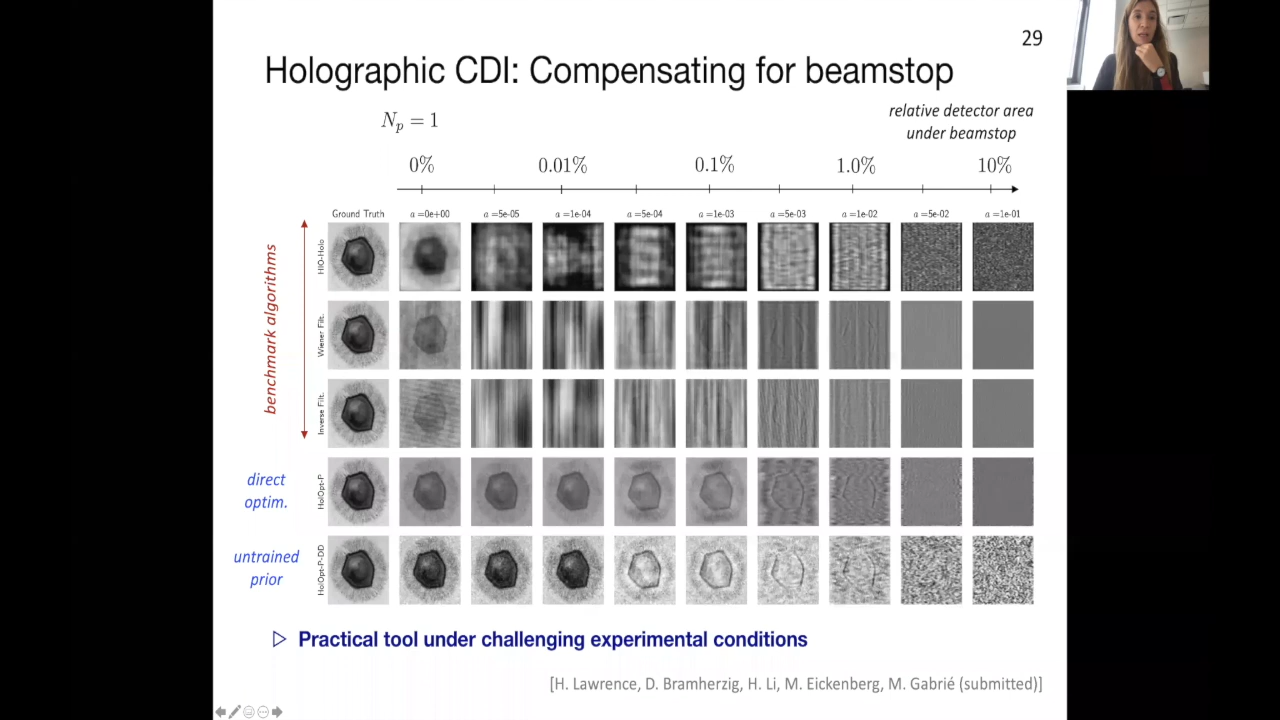 29
Holographic CDI: Compensating for beamstop
N_p = 1
relative detector area
under beamstop
0% 0.01% 0.1% 1.0% 10%
Ground Truth a =0e+00 a =5e-05 a =1e-04 a =5e-04 a =1e-03 a =5e-03 a =1e-02 a =5e-02 a =1e-01
benchmark algorithms
HIO-Holo
Wiener Filt.
Inverse Filt.
direct
optim.
HolOpt-P
untrained
prior
HolOpt-P-DD
Practical tool under challenging experimental conditions
[H. Lawrence, D. Bramherzig, H. Li, M. Eickenberg, M. Gabrié (submitted)]